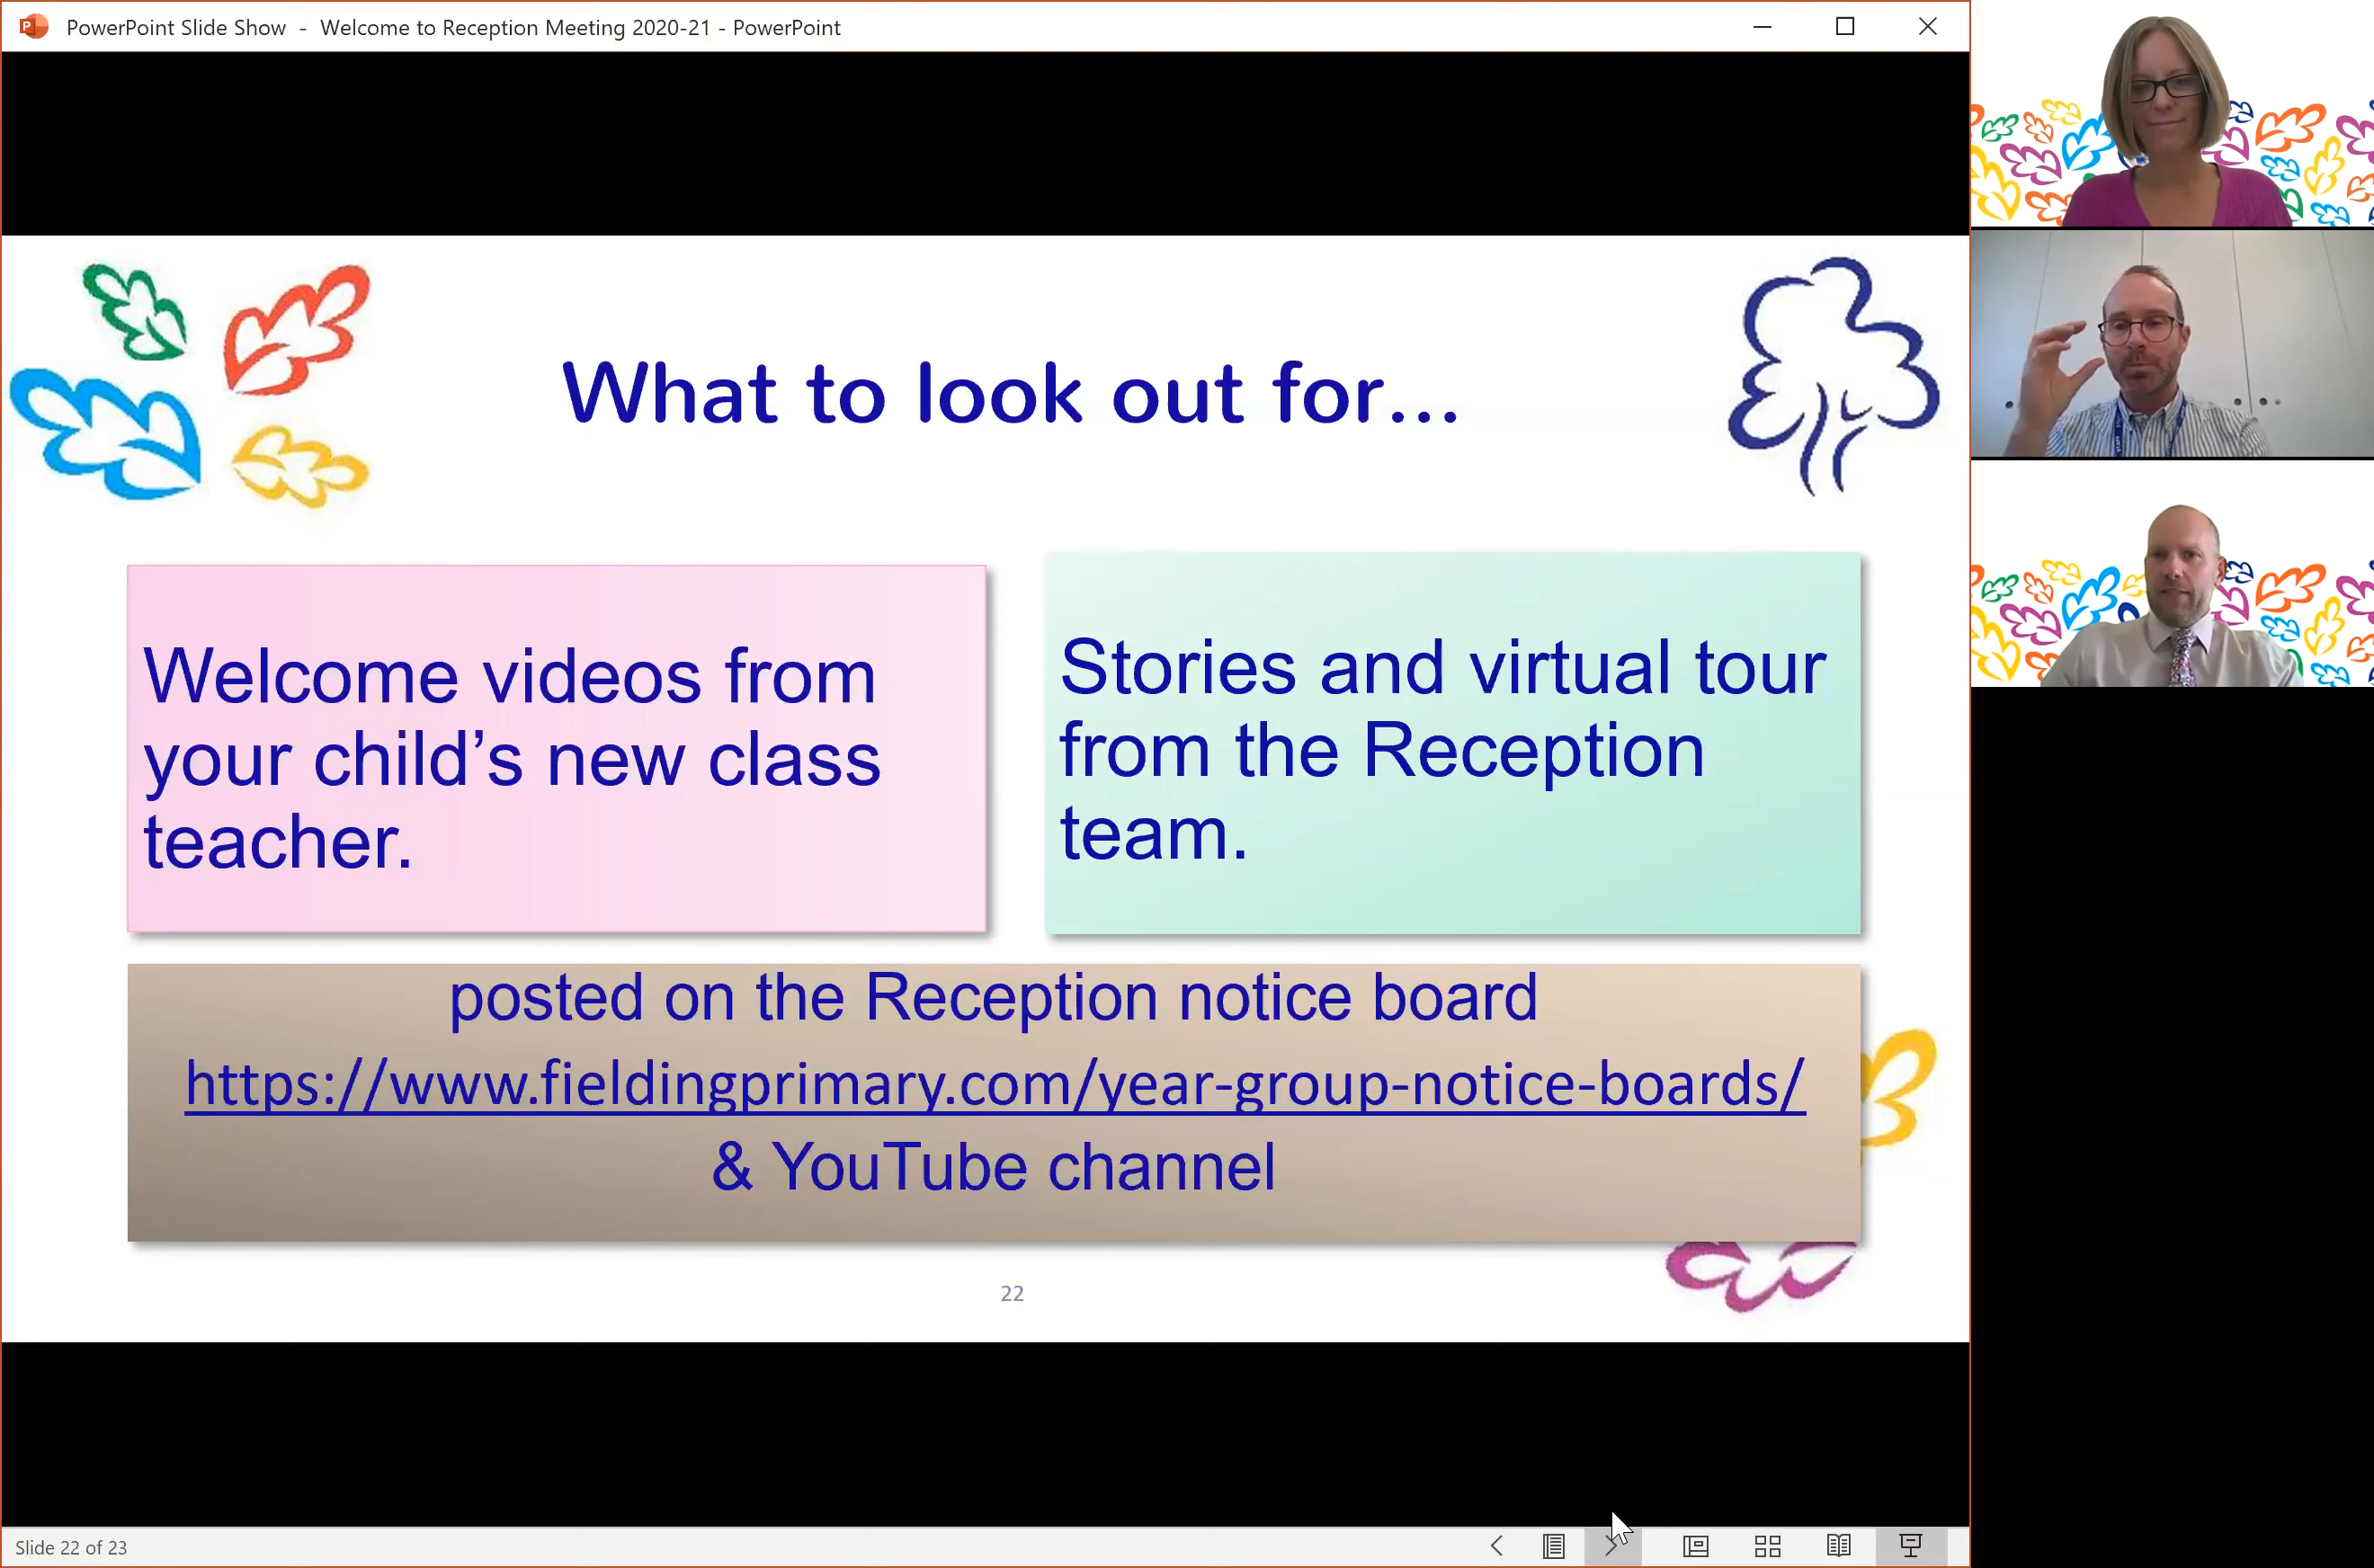 PowerPoint Slide Show - Welcome to Reception Meeting 2020-21 - PowerPoint
What to look out for...
Welcome videos from
your child’s new class
teacher.
Stories and virtual tour
from the Reception
team.
posted on the Reception notice board
https://www.fieldingprimary.com/year-group-notice-boards/
& YouTube channel
22
Slide 22 of 23